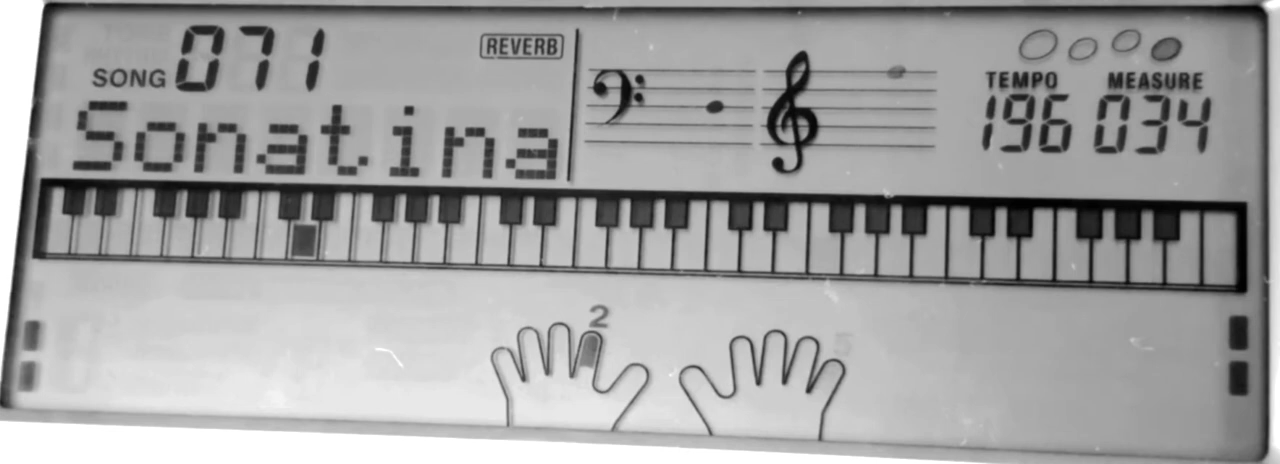 SONG 071 REVERB
Sonatina
TEMPO MEASURE
196 034
2
5